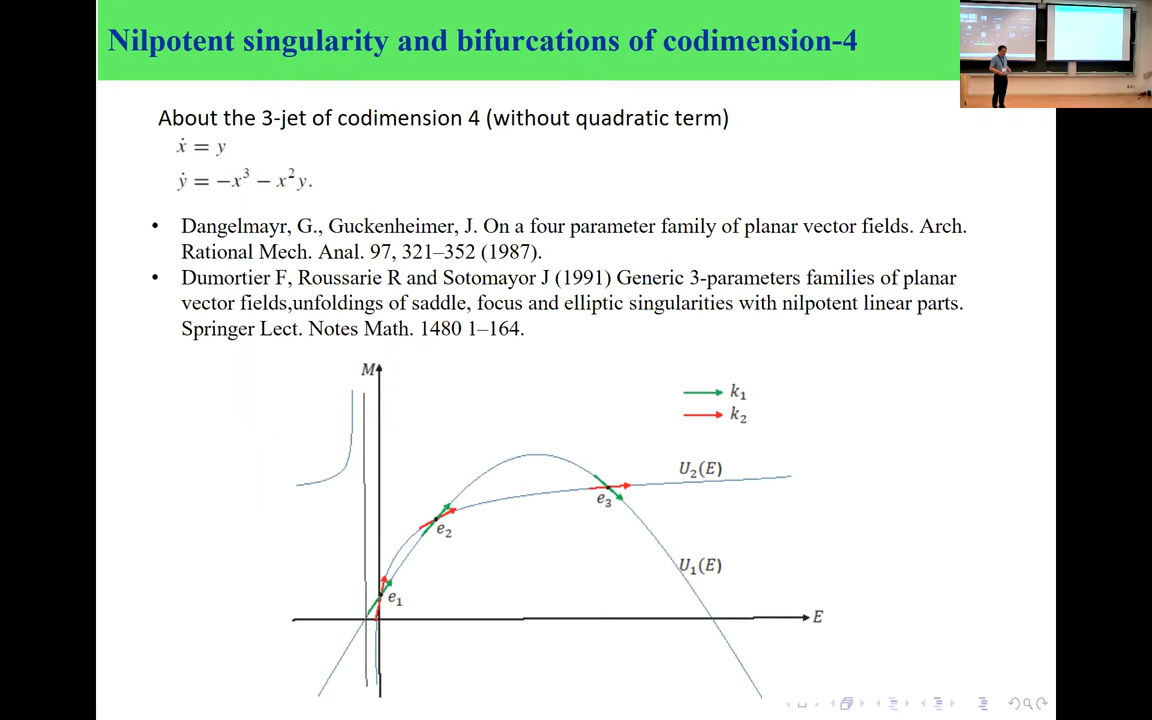 Nilpotent singularity and bifurcations of codimension-4
About the 3-jet of codimension 4 (without quadratic term)
ẋ = y
ẏ = −x³ − x²y.
• Dangelmayr, G., Guckenheimer, J. On a four parameter family of planar vector fields. Arch.
Rational Mech. Anal. 97, 321–352 (1987).
• Dumortier F, Roussarie R and Sotomayor J (1991) Generic 3-parameters families of planar
vector fields,unfoldings of saddle, focus and elliptic singularities with nilpotent linear parts.
Springer Lect. Notes Math. 1480 1–164.
M
k₁
k₂
U₂(E)
e₃
e₂
U₁(E)
e₁
E